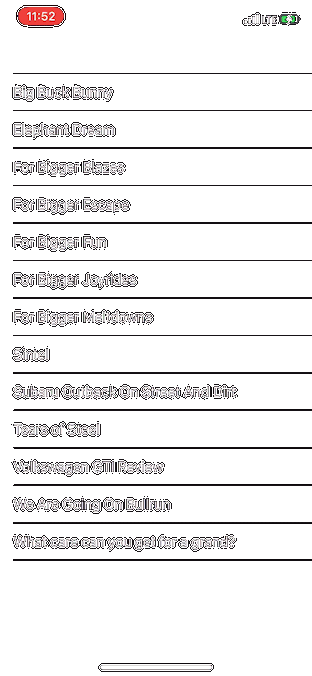 11:52
LTE
Big Buck Bunny
Elephant Dream
For Bigger Blazes
For Bigger Escape
For Bigger Fun
For Bigger Joyrides
For Bigger Meltdowns
Sintel
Subaru Outback On Street And Dirt
Tears of Steel
Volkswagen GTI Review
We Are Going On Bullrun
What care can you get for a grand?